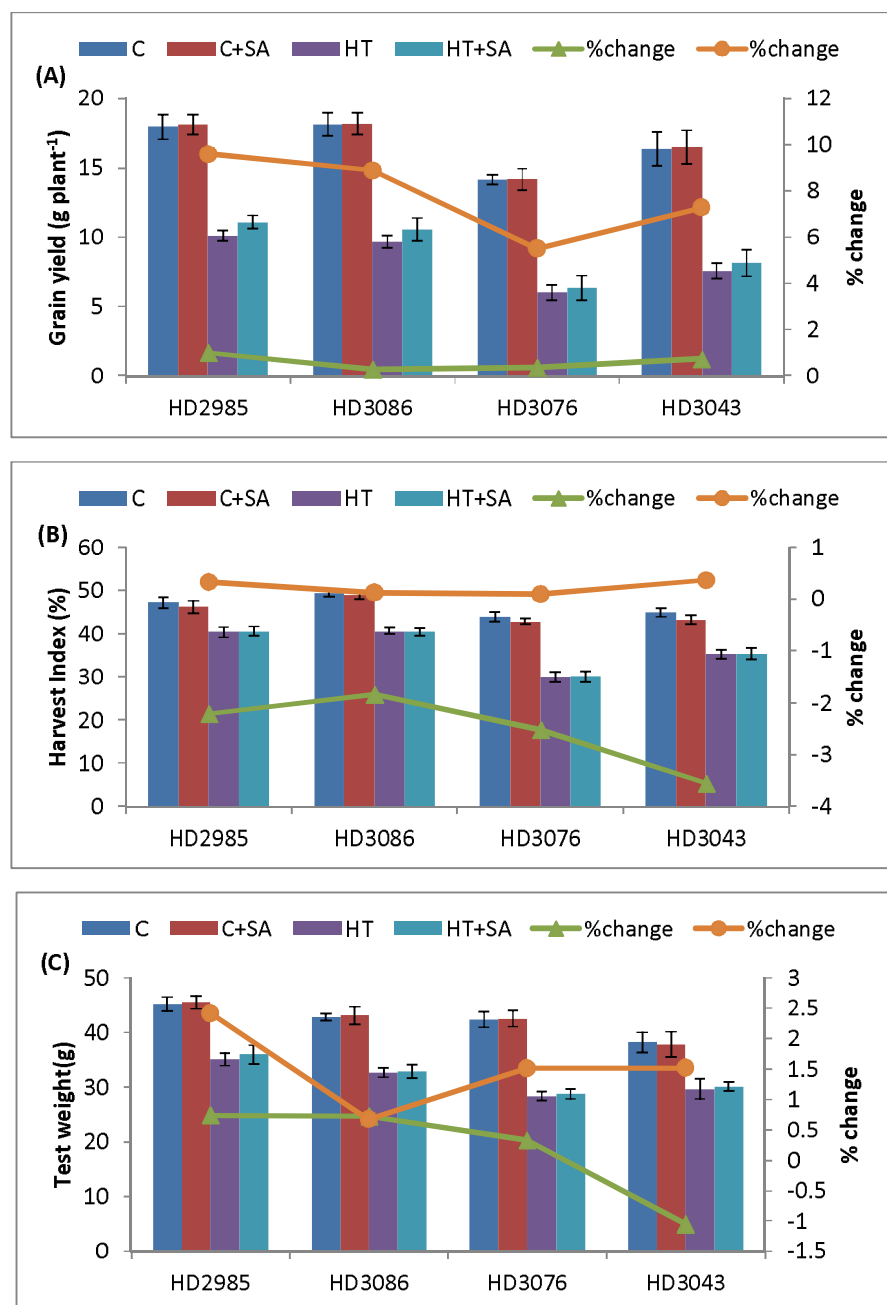 C C+SA HT HT+SA %change %change
(A)
20 15 10 5 0
Grain yield (g plant⁻¹)
12 10 8 6 4 2 0
% change
HD2985 HD3086 HD3076 HD3043
C C+SA HT HT+SA %change %change
(B)
60 50 40 30 20 10 0
Harvest Index (%)
1 0 -1 -2 -3 -4
% change
HD2985 HD3086 HD3076 HD3043
C C+SA HT HT+SA %change %change
(C)
50 40 30 20 10 0
Test weight(g)
3 2.5 2 1.5 1 0.5 0 -0.5 -1 -1.5
% change
HD2985 HD3086 HD3076 HD3043